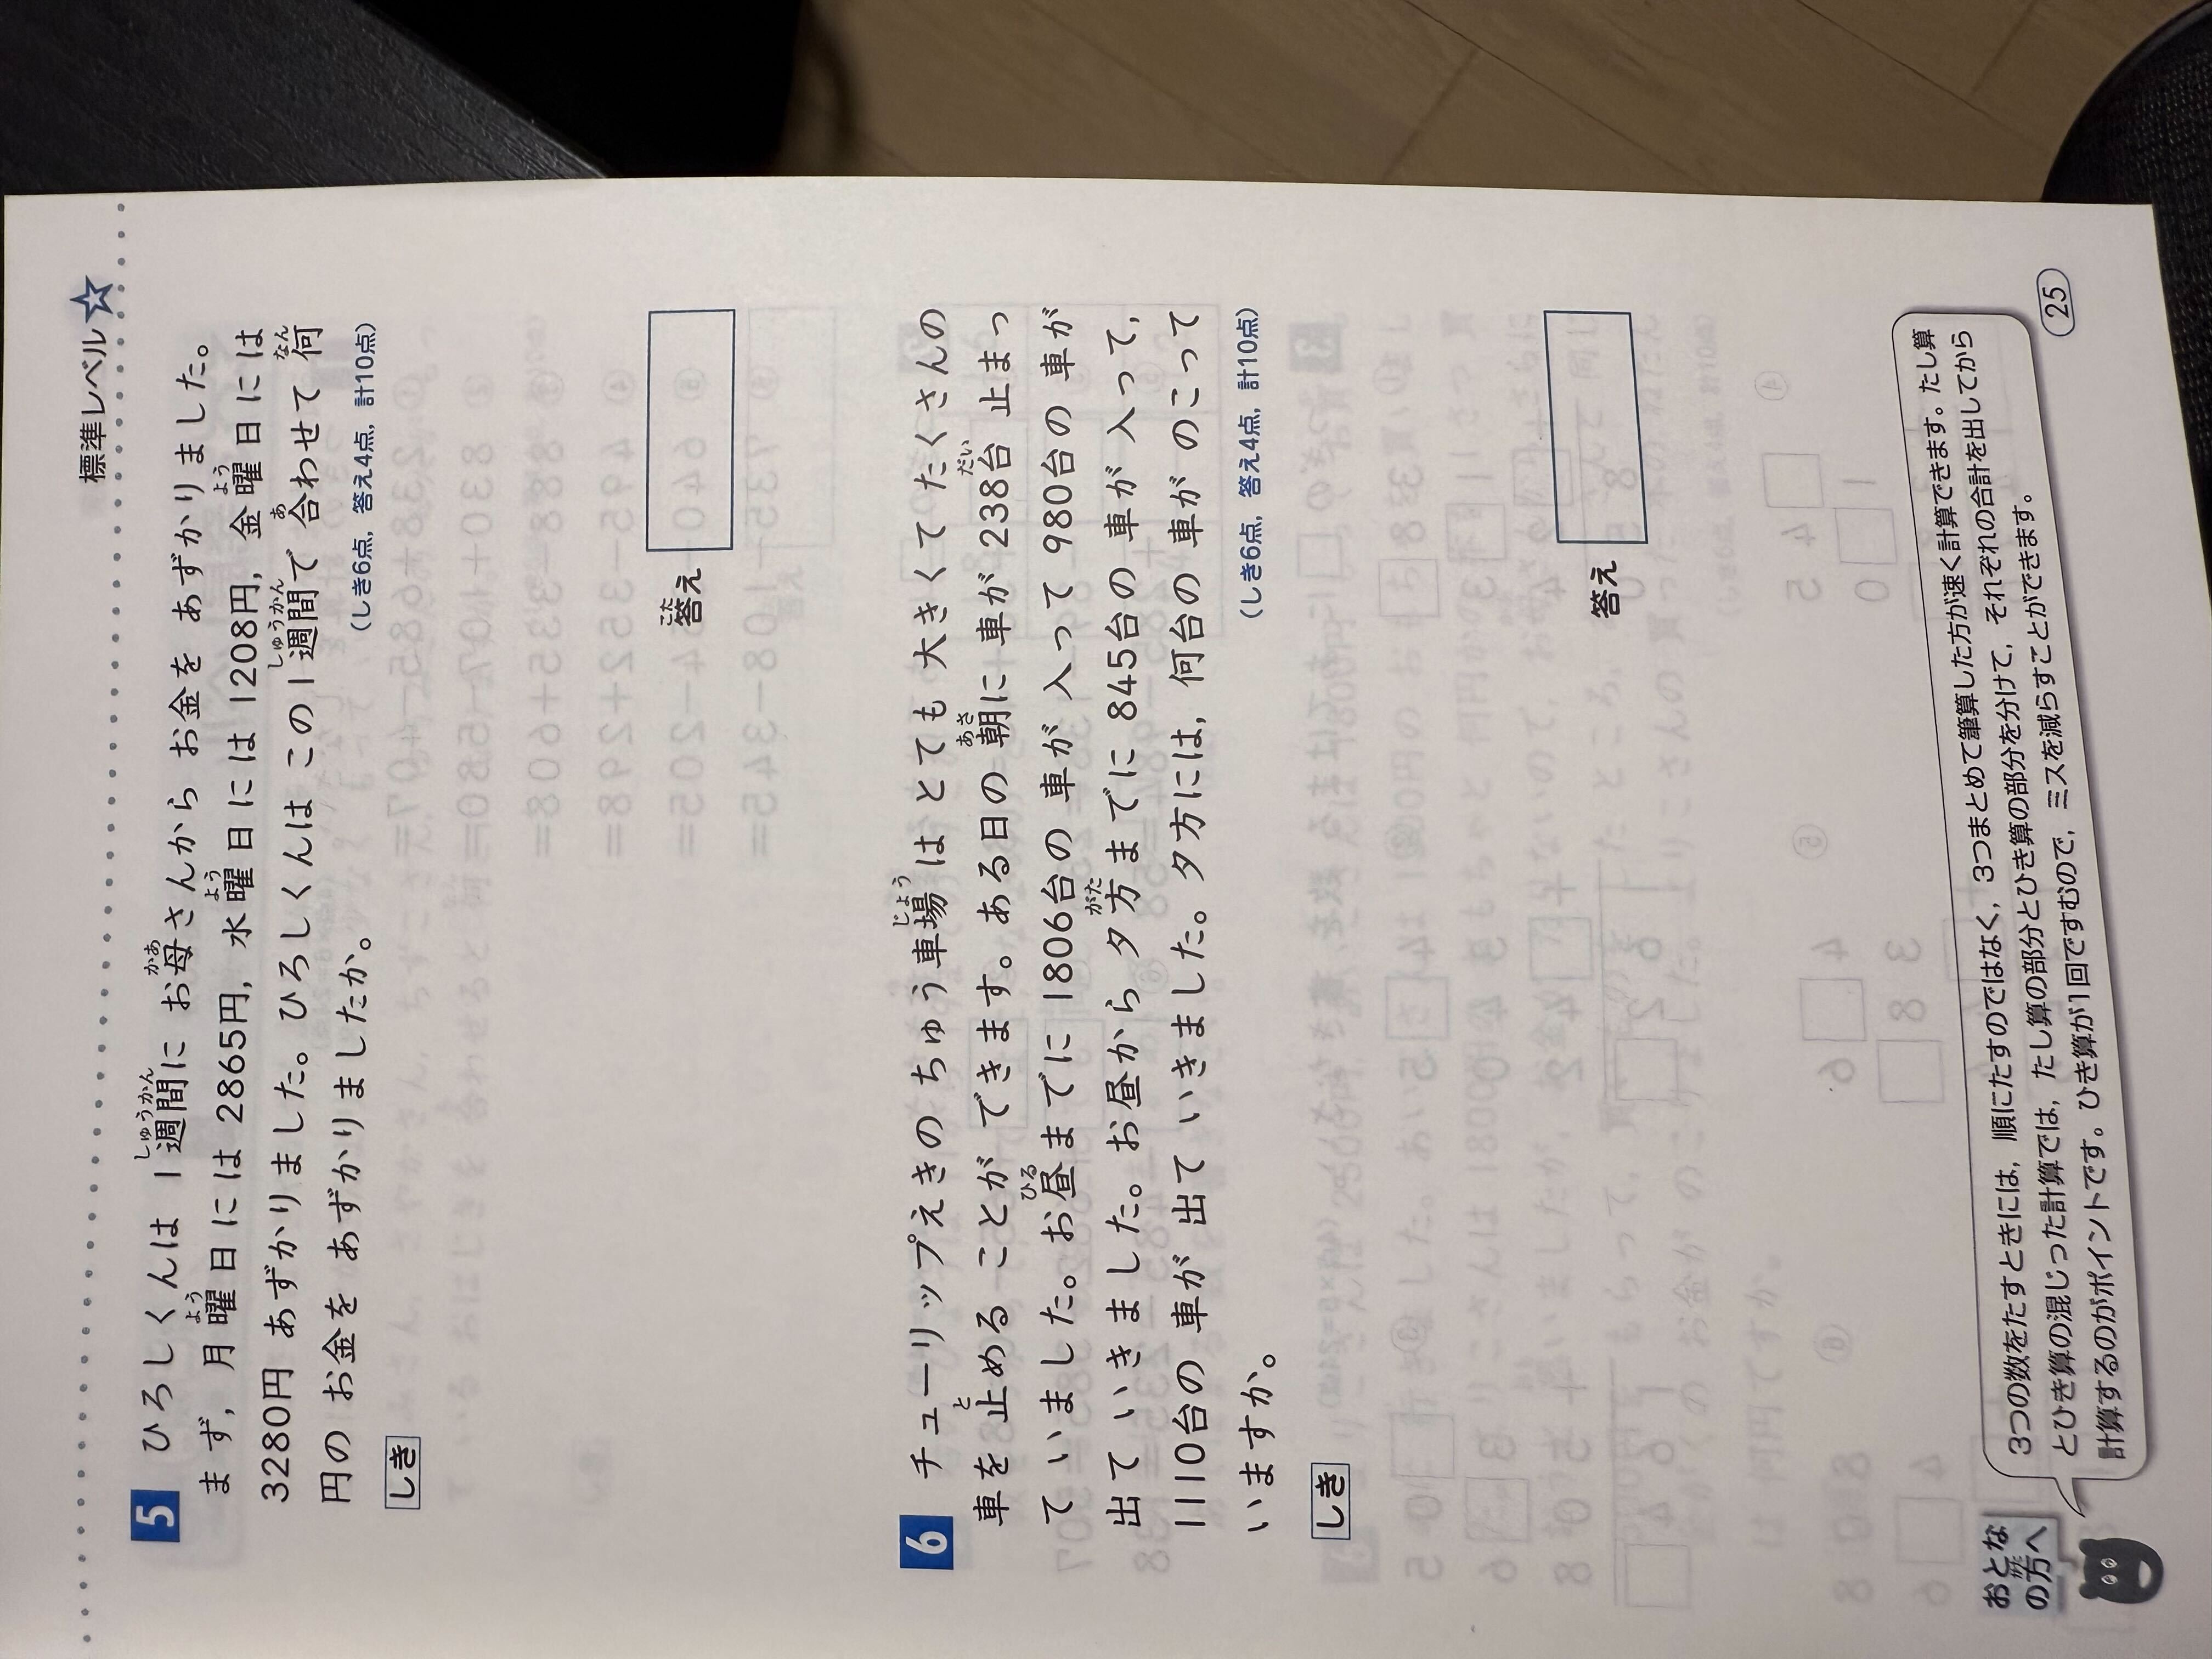 標準レベル☆
5 ひろしくんは 1週間に お母さんから お金を あずかりました。
まず, 月曜日には 2865円, 水曜日には 1208円, 金曜日には
3280円 あずかりました。ひろしくんは この1週間で 合わせて 何
円の お金を あずかりましたか。
(しき6点, 答え4点, 計10点)
しき
答え
6 チューリップえきの ちゅう車場は とても 大きくて たくさんの
車を 止める ことが できます。ある日の 朝に 車が 238台 止まっ
て いました。お昼までに 1806台の 車が 入って 980台の 車が
出て いきました。お昼から 夕方までに 845台の 車が 入って,
1110台の 車が 出て いきました。夕方には, 何台の 車が のこって
いますか。
(しき6点, 答え4点, 計10点)
しき
答え
おとな
の方へ
3つの数をたすときには, 順にたすのではなく, 3つまとめて筆算した方が速く計算できます。たし算
とひき算の混じった計算では, たし算の部分とひき算の部分を分けて, それぞれの合計を出してから
計算するのがポイントです。ひき算が1回ですむので, ミスを減らすことができます。
25